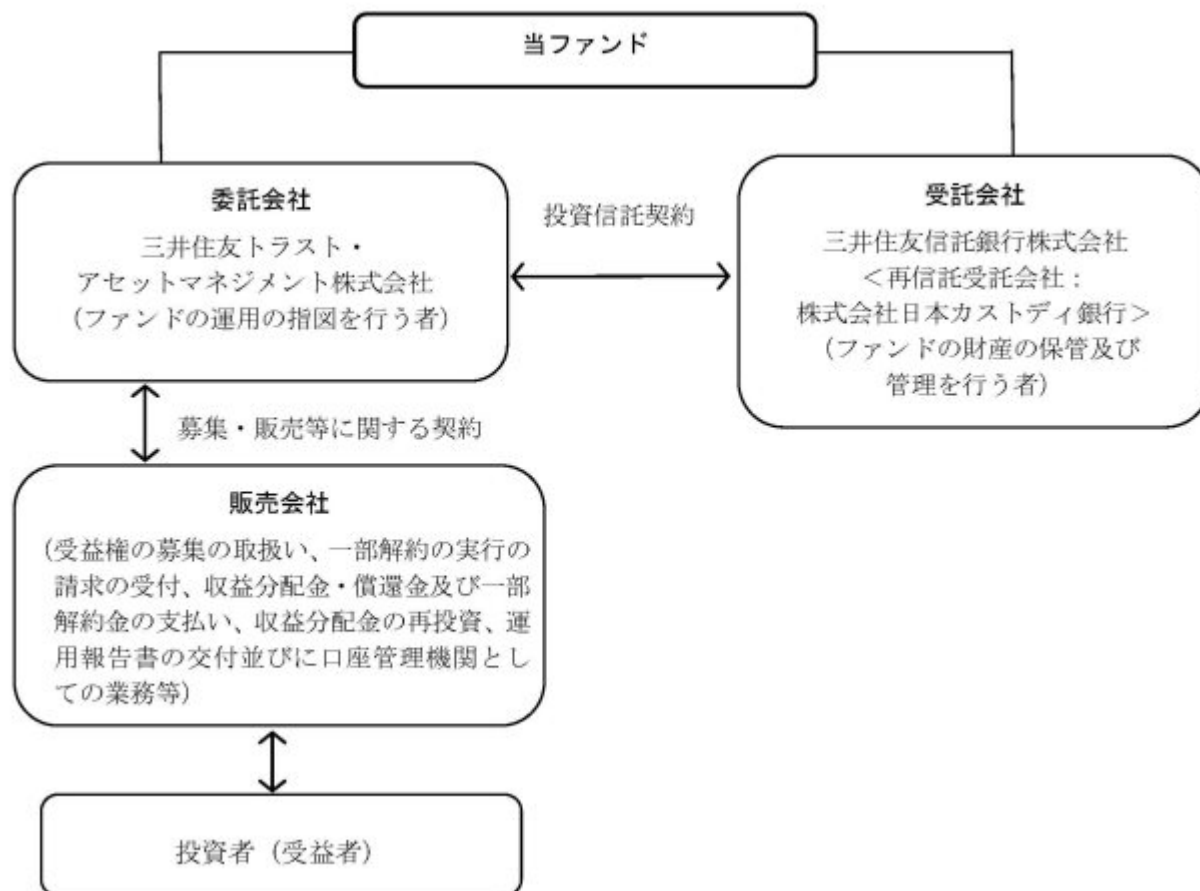 当ファンド
委託会社
三井住友トラスト・
アセットマネジメント株式会社
（ファンドの運用の指図を行う者）
投資信託契約
受託会社
三井住友信託銀行株式会社
＜再信託受託会社：
株式会社日本カストディ銀行＞
（ファンドの財産の保管及び
管理を行う者）
募集・販売等に関する契約
販売会社
（受益権の募集の取扱い、一部解約の実行の
請求の受付、収益分配金・償還金及び一部
解約金の支払い、収益分配金の再投資、運
用報告書の交付並びに口座管理機関とし
ての業務等）
投資者（受益者）